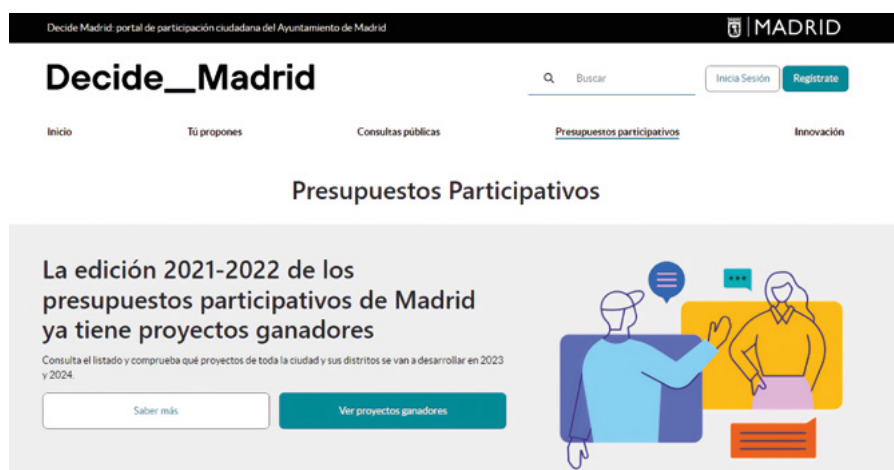 Decide Madrid: portal de participación ciudadana del Ayuntamiento de Madrid
MADRID
Decide__Madrid
Buscar
Inicia Sesión
Regístrate
Inicio
Tú propones
Consultas públicas
Presupuestos participativos
Innovación
Presupuestos Participativos
La edición 2021-2022 de los
presupuestos participativos de Madrid
ya tiene proyectos ganadores
Consulta el listado y comprueba qué proyectos de toda la ciudad y sus distritos se van a desarrollar en 2023
y 2024.
Saber más
Ver proyectos ganadores